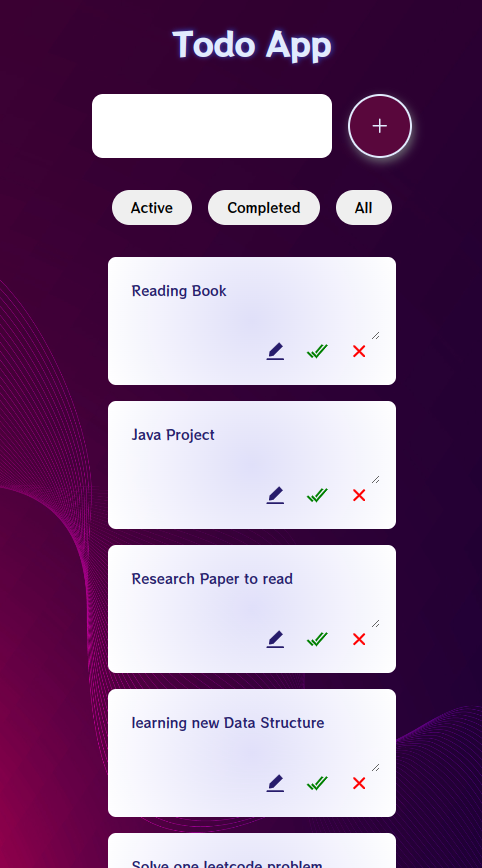 Todo App
+
Active Completed All
Reading Book
Java Project
Research Paper to read
learning new Data Structure
Solve one leetcode problem